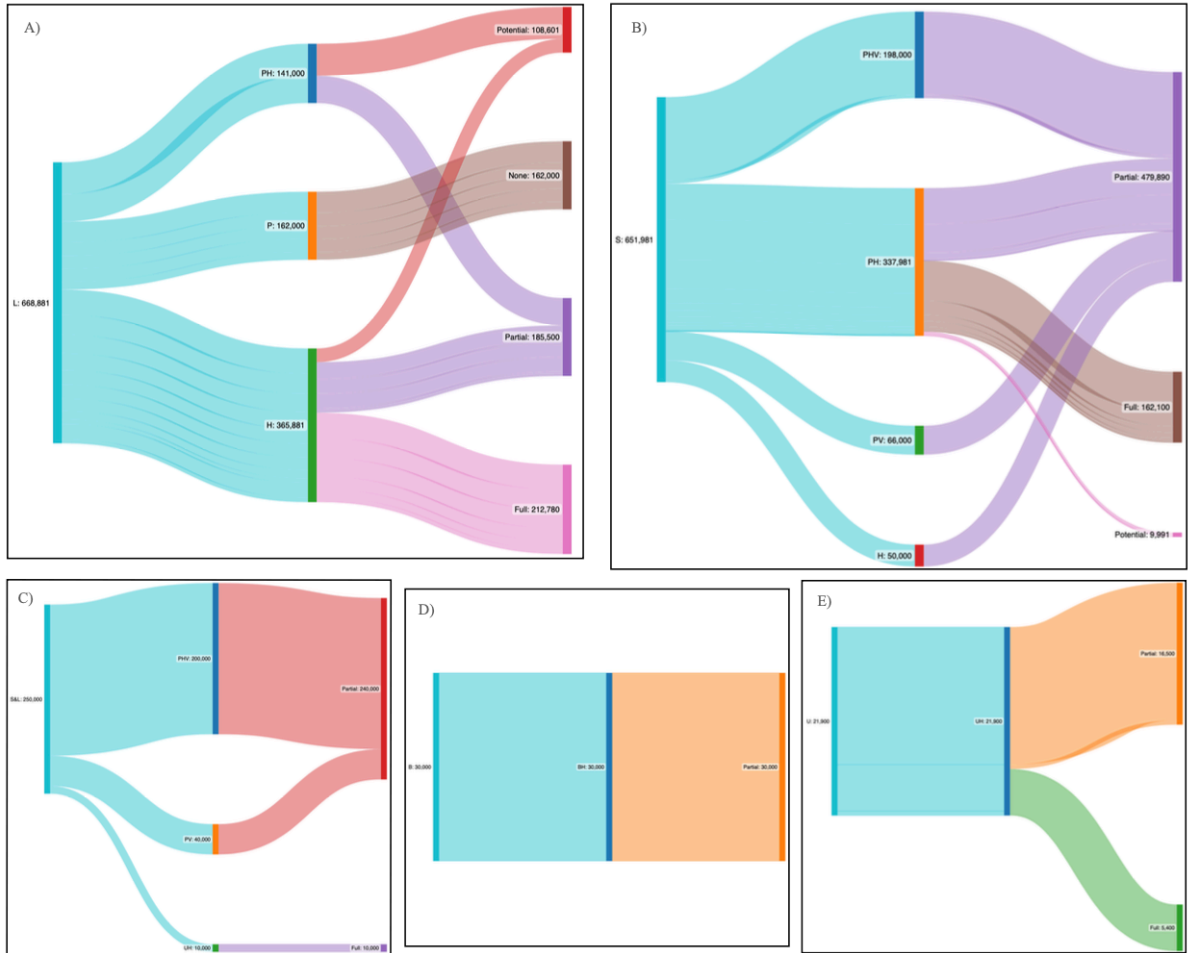 A)
Potential: 108,601
PH: 141,000
None: 162,000
P: 162,000
L: 668,881
Partial: 185,500
H: 365,881
Full: 212,780
B)
PHV: 198,000
Partial: 479,890
S: 651,981
PH: 337,981
Full: 162,100
PV: 66,000
Potential: 9,991
H: 50,000
C)
PHV: 200,000
Partial: 240,000
S&L: 250,000
PV: 40,000
UH: 10,000
Full: 10,000
D)
B: 30,000
BH: 30,000
Partial: 30,000
E)
Partial: 16,500
U: 21,900
UH: 21,900
Full: 5,400